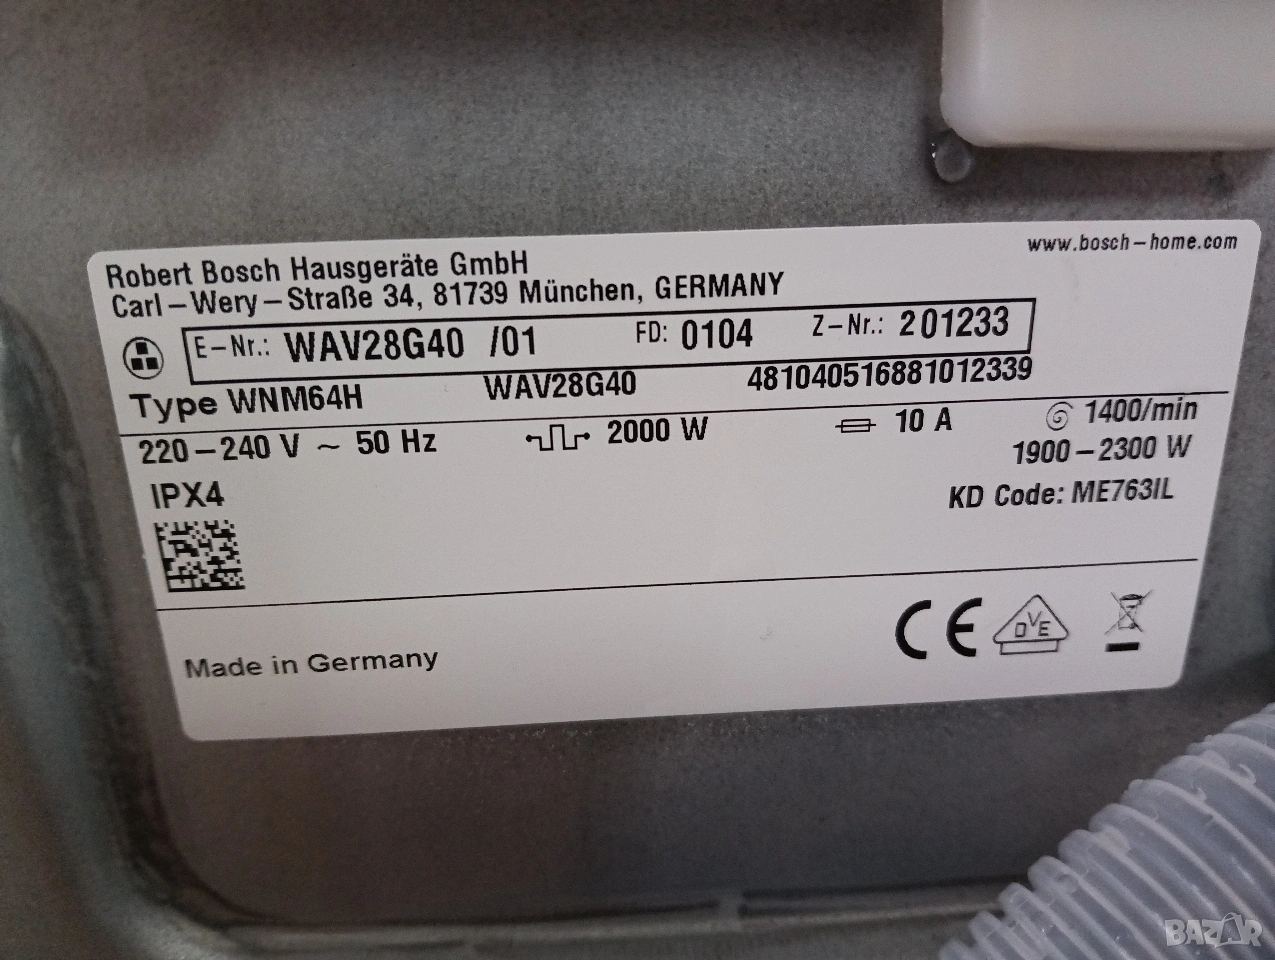 www.bosch-home.com
Robert Bosch Hausgeräte GmbH
Carl-Wery-Straße 34, 81739 München, GERMANY
E-Nr.: WAV28G40 /01 FD: 0104 Z-Nr.: 201233
Type WNM64H WAV28G40 481040516881012339
220-240 V ~ 50 Hz 2000 W 10 A 1400/min
1900-2300 W
IPX4 KD Code: ME763IL
Made in Germany CE DVE
BAZAR